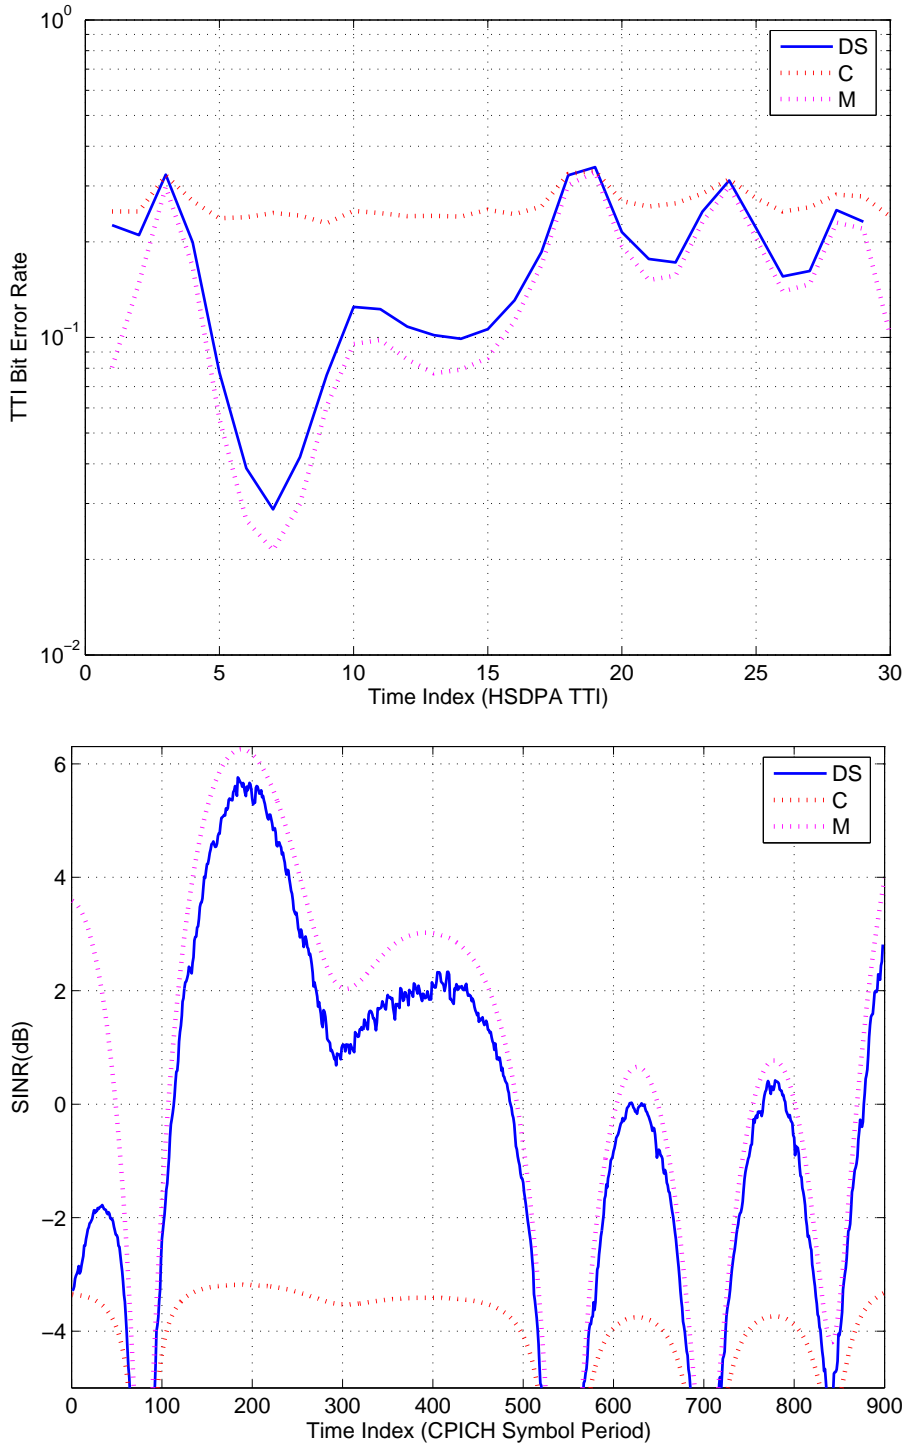 10^0
DS
C
M
TTI Bit Error Rate
10^−1
10^−2
0 5 10 15 20 25 30
Time Index (HSDPA TTI)
6
DS
C
M
4
2
SINR(dB)
0
−2
−4
0 100 200 300 400 500 600 700 800 900
Time Index (CPICH Symbol Period)